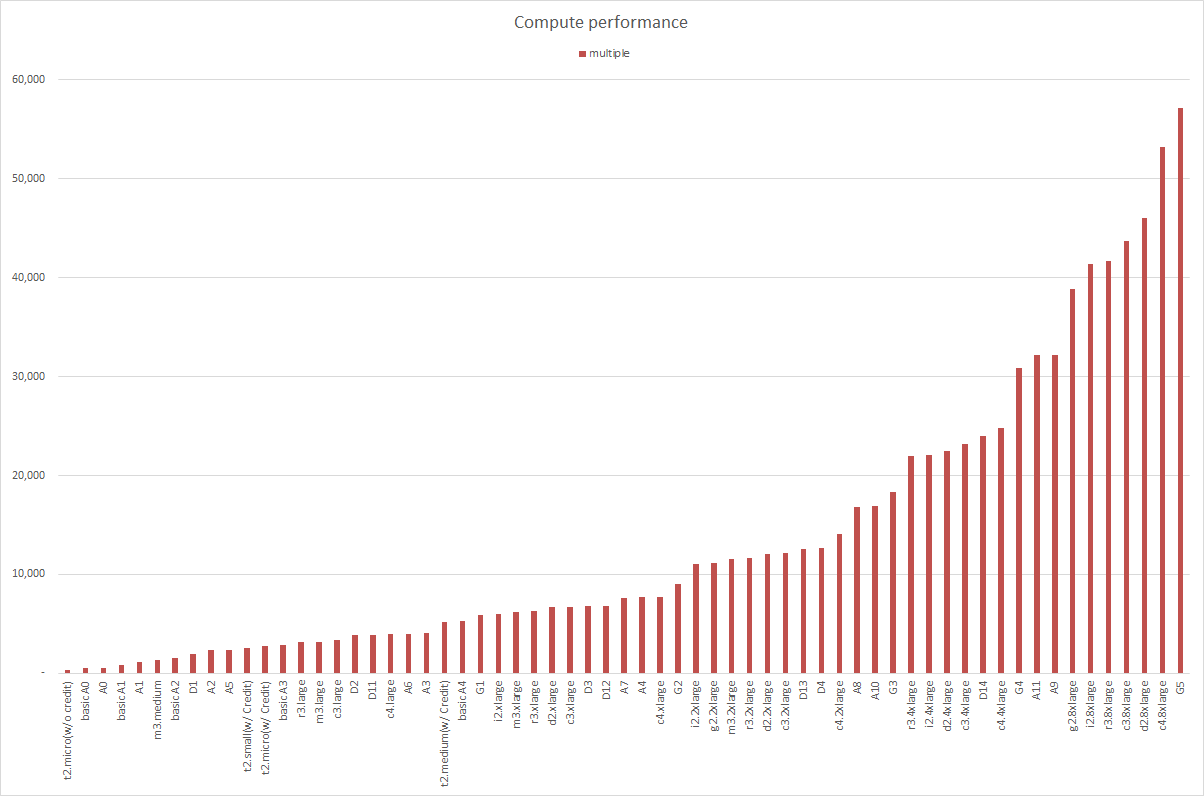 Compute performance
multiple
60,000
50,000
40,000
30,000
20,000
10,000
-
t2.micro(w/o credit)
basic A0
A0
basic A1
A1
m3.medium
basic A2
D1
A2
A5
t2.small(w/ Credit)
t2.micro(w/ Credit)
basic A3
r3.large
m3.large
c3.large
D2
D11
c4.large
A6
A3
t2.medium(w/ Credit)
basic A4
G1
i2.xlarge
m3.xlarge
r3.xlarge
d2.xlarge
c3.xlarge
D3
D12
A7
A4
c4.xlarge
G2
i2.2xlarge
g2.2xlarge
m3.2xlarge
r3.2xlarge
d2.2xlarge
c3.2xlarge
D13
D4
c4.2xlarge
A8
A10
G3
r3.4xlarge
i2.4xlarge
d2.4xlarge
c3.4xlarge
D14
c4.4xlarge
G4
A11
A9
g2.8xlarge
i2.8xlarge
r3.8xlarge
c3.8xlarge
d2.8xlarge
c4.8xlarge
G5